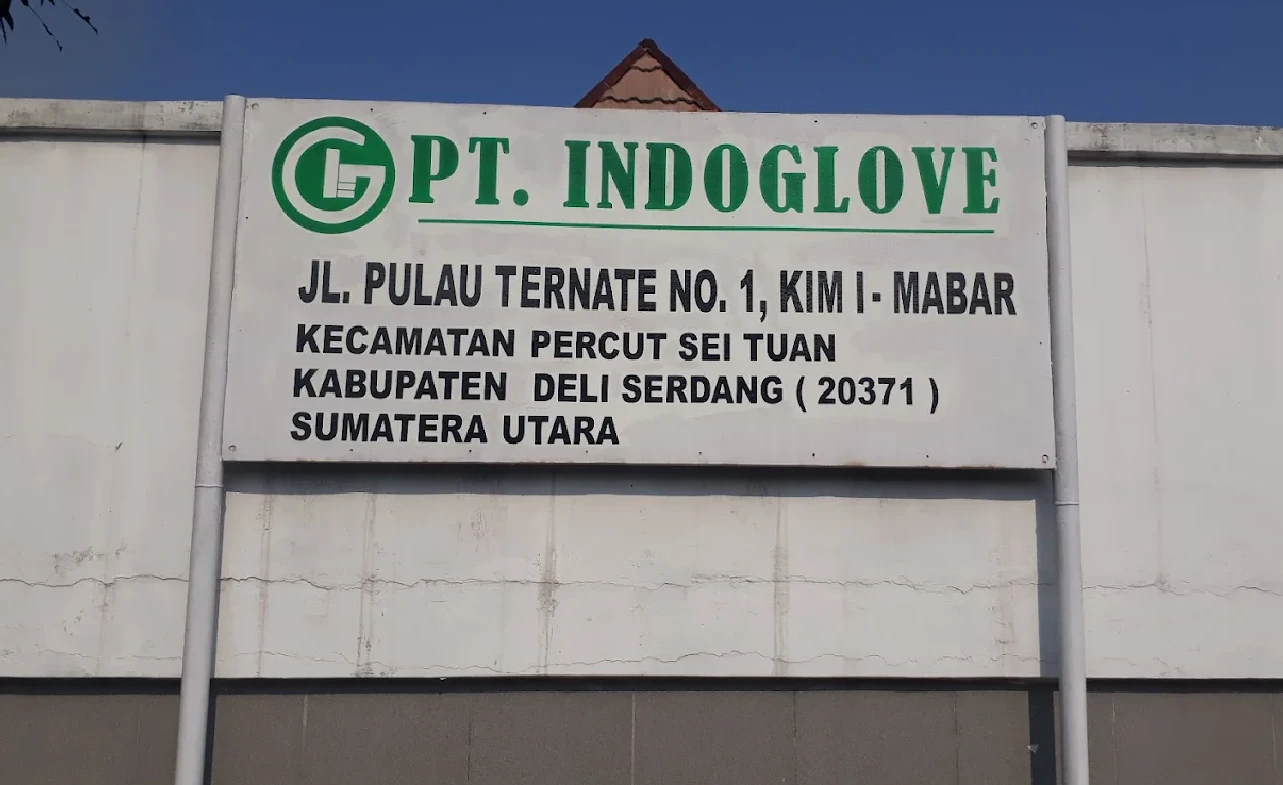 PT. INDOGLOVE
JL. PULAU TERNATE NO. 1, KIM I - MABAR
KECAMATAN PERCUT SEI TUAN
KABUPATEN DELI SERDANG ( 20371 )
SUMATERA UTARA